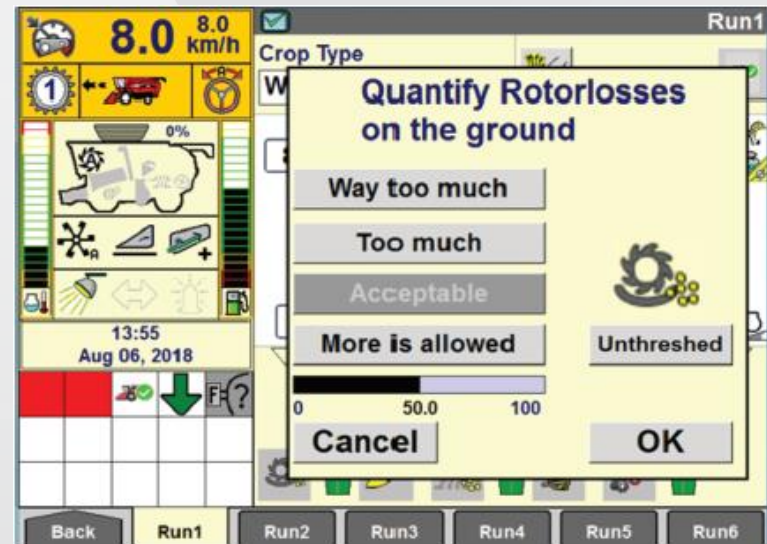 8.0
8.0
km/h
Run1
Crop Type
W
1
A
0%
A
A
Quantify Rotorlosses
on the ground
Way too much
Too much
Acceptable
More is allowed
Unthreshed
0
50.0
100
Cancel
OK
13:55
Aug 06, 2018
F
?
Back
Run1
Run2
Run3
Run4
Run5
Run6